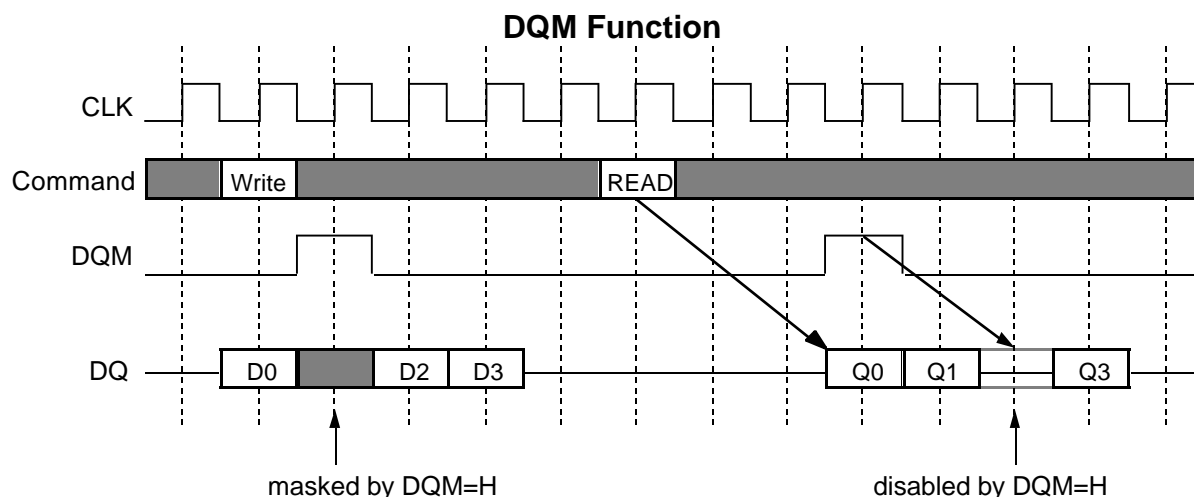 DQM Function
CLK
Command Write READ
DQM
DQ D0 D2 D3 Q0 Q1 Q3
masked by DQM=H disabled by DQM=H